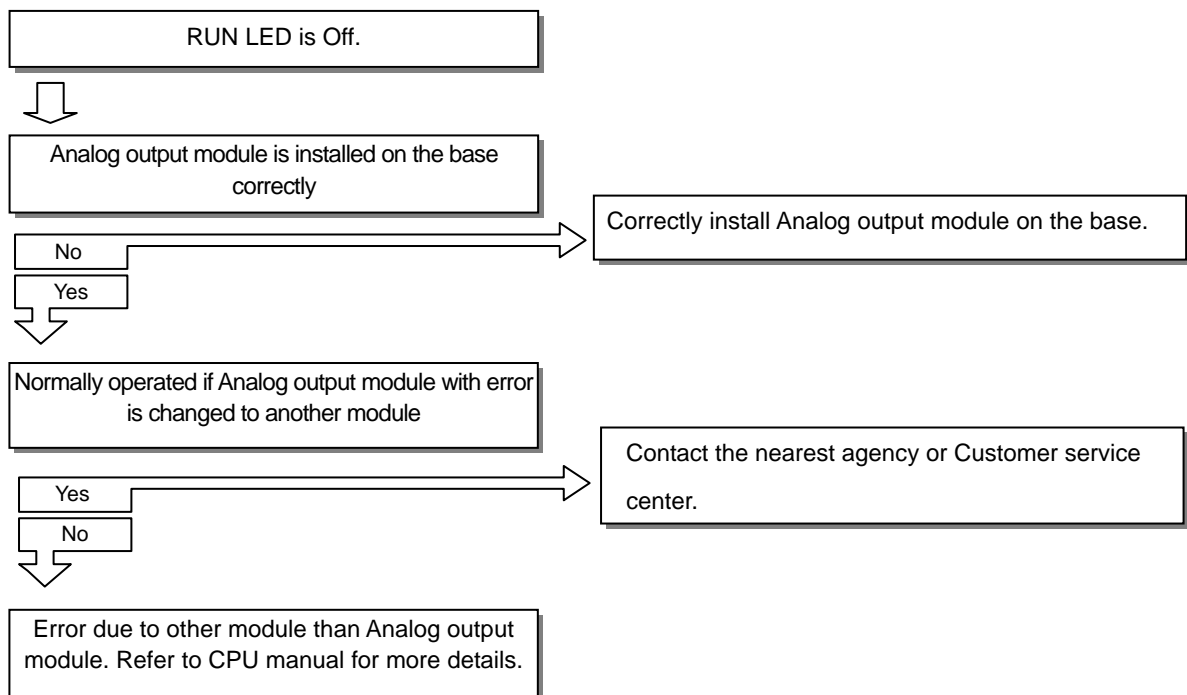 RUN LED is Off.
Analog output module is installed on the base
correctly
Correctly install Analog output module on the base.
No
Yes
Normally operated if Analog output module with error
is changed to another module
Contact the nearest agency or Customer service
center.
Yes
No
Error due to other module than Analog output
module. Refer to CPU manual for more details.